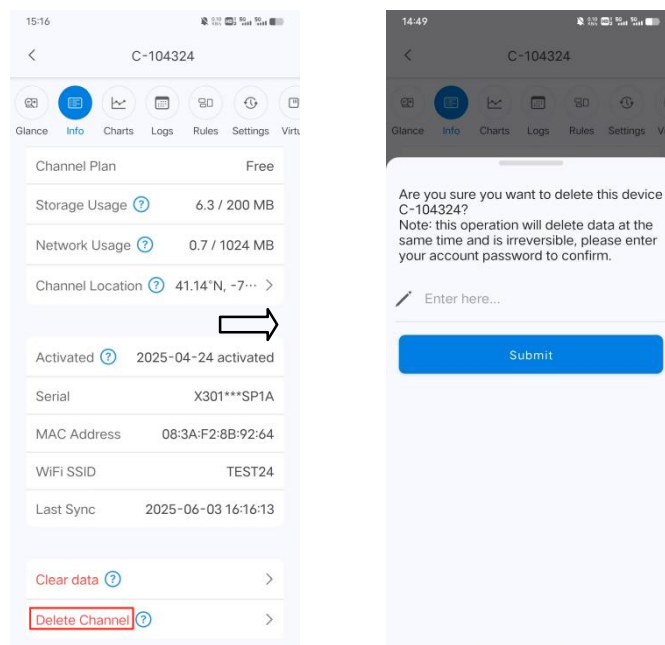 15:16
C-104324
Glance Info Charts Logs Rules Settings Virtu
Channel Plan Free
Storage Usage ? 6.3 / 200 MB
Network Usage ? 0.7 / 1024 MB
Channel Location ? 41.14°N, -7··· >
Activated ? 2025-04-24 activated
Serial X301***SP1A
MAC Address 08:3A:F2:8B:92:64
WiFi SSID TEST24
Last Sync 2025-06-03 16:16:13
Clear data ? >
Delete Channel ? >
14:49
C-104324
Glance Info Charts Logs Rules Settings
Are you sure you want to delete this device
C-104324?
Note: this operation will delete data at the
same time and is irreversible, please enter
your account password to confirm.
Enter here...
Submit